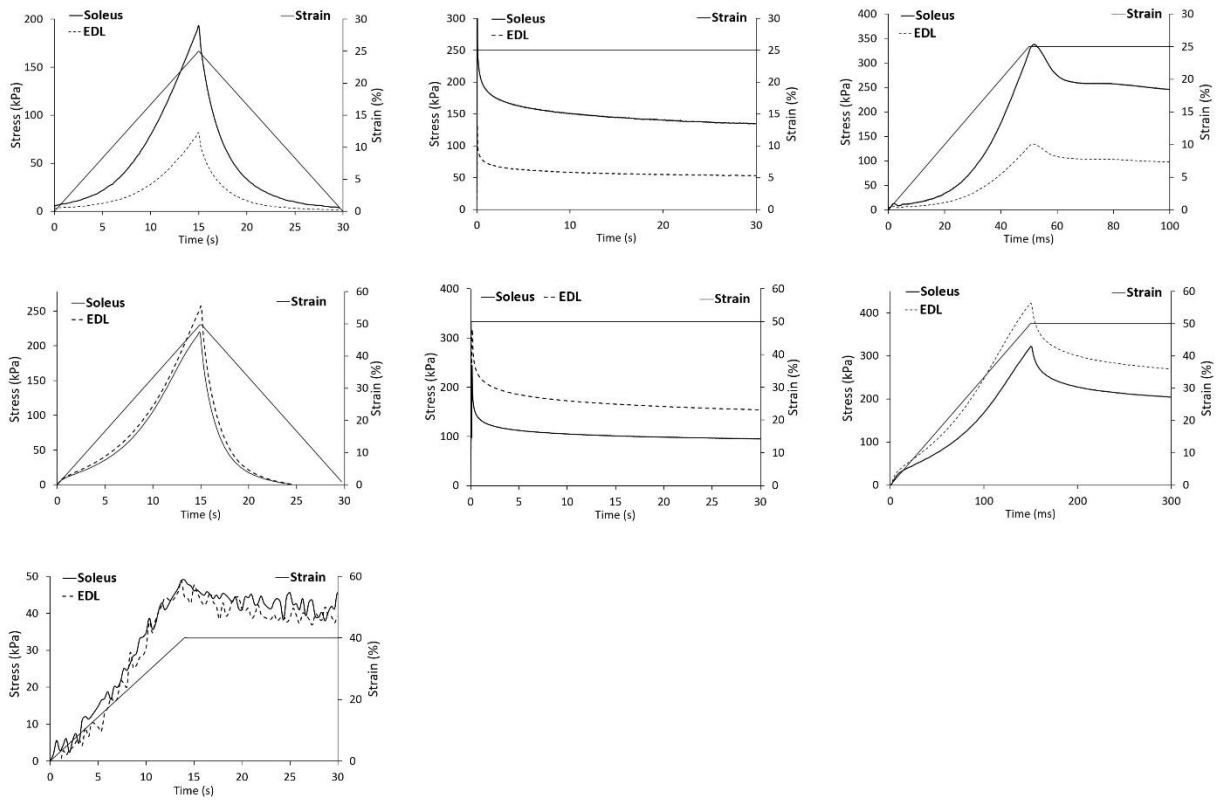 Soleus
EDL
Strain
Stress (kPa)
200
150
100
50
0
0 5 10 15 20 25 30
Time (s)
30
25
20
15
10
5
0
Strain (%)
Soleus
EDL
Strain
Stress (kPa)
300
250
200
150
100
50
0
0 10 20 30
Time (s)
30
25
20
15
10
5
0
Strain (%)
Soleus
EDL
Strain
Stress (kPa)
400
350
300
250
200
150
100
50
0
0 20 40 60 80 100
Time (ms)
30
25
20
15
10
5
0
Strain (%)
Soleus
EDL
Strain
Stress (kPa)
250
200
150
100
50
0
0 5 10 15 20 25 30
Time (s)
60
50
40
30
20
10
0
Strain (%)
Soleus EDL Strain
Stress (kPa)
400
300
200
100
0
0 5 10 15 20 25 30
Time (s)
60
50
40
30
20
10
0
Strain (%)
Soleus
EDL
Strain
Stress (kPa)
400
300
200
100
0
0 100 200 300
Time (ms)
60
50
40
30
20
10
0
Strain (%)
Soleus
EDL
Strain
Stress (kPa)
50
40
30
20
10
0
0 5 10 15 20 25 30
Time (s)
60
40
20
0
Strain (%)